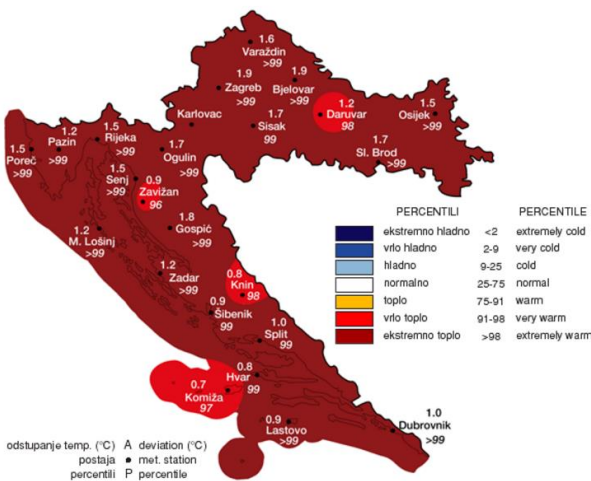 1.6
Varaždin
>99
1.9
Zagreb
>99
1.9
Bjelovar
>99
1.2
Daruvar
98
1.5
Osijek
>99
Karlovac
1.7
Sisak
99
1.7
Sl. Brod
>99
1.5
Poreč
>99
1.2
Pazin
>99
1.5
Rijeka
>99
1.7
Ogulin
>99
1.5
Senj
>99
0.9
Zavižan
96
1.2
M. Lošinj
>99
1.8
Gospić
>99
1.2
Zadar
>99
0.8
Knin
98
0.9
Šibenik
99
1.0
Split
99
0.8
Hvar
99
0.7
Komiža
97
0.9
Lastovo
>99
1.0
Dubrovnik
>99
PERCENTILI PERCENTILE
ekstremno hladno <2 extremely cold
vrlo hladno 2-9 very cold
hladno 9-25 cold
normalno 25-75 normal
toplo 75-91 warm
vrlo toplo 91-98 very warm
ekstremno toplo >98 extremely warm
odstupanje temp. (°C) A deviation (°C)
postaja • met. station
percentili P percentile